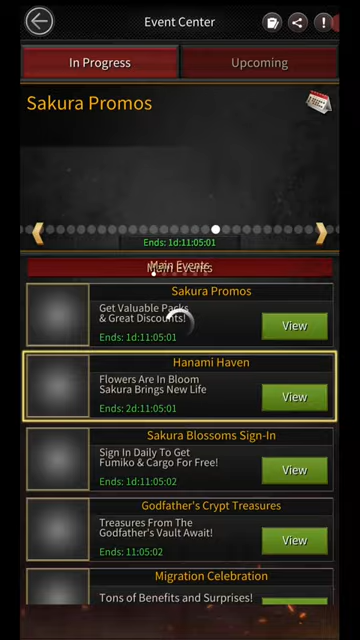 Event Center
In Progress
Upcoming
Sakura Promos
Ends: 1d:11:05:01
Main Events
Sakura Promos
Get Valuable Packs
& Great Discounts!
Ends: 1d:11:05:01
View
Hanami Haven
Flowers Are In Bloom
Sakura Brings New Life
Ends: 2d:11:05:01
View
Sakura Blossoms Sign-In
Sign In Daily To Get
Fumiko & Cargo For Free!
Ends: 1d:11:05:02
View
Godfather's Crypt Treasures
Treasures From The
Godfather's Vault Await!
Ends: 11:05:02
View
Migration Celebration
Tons of Benefits and Surprises!